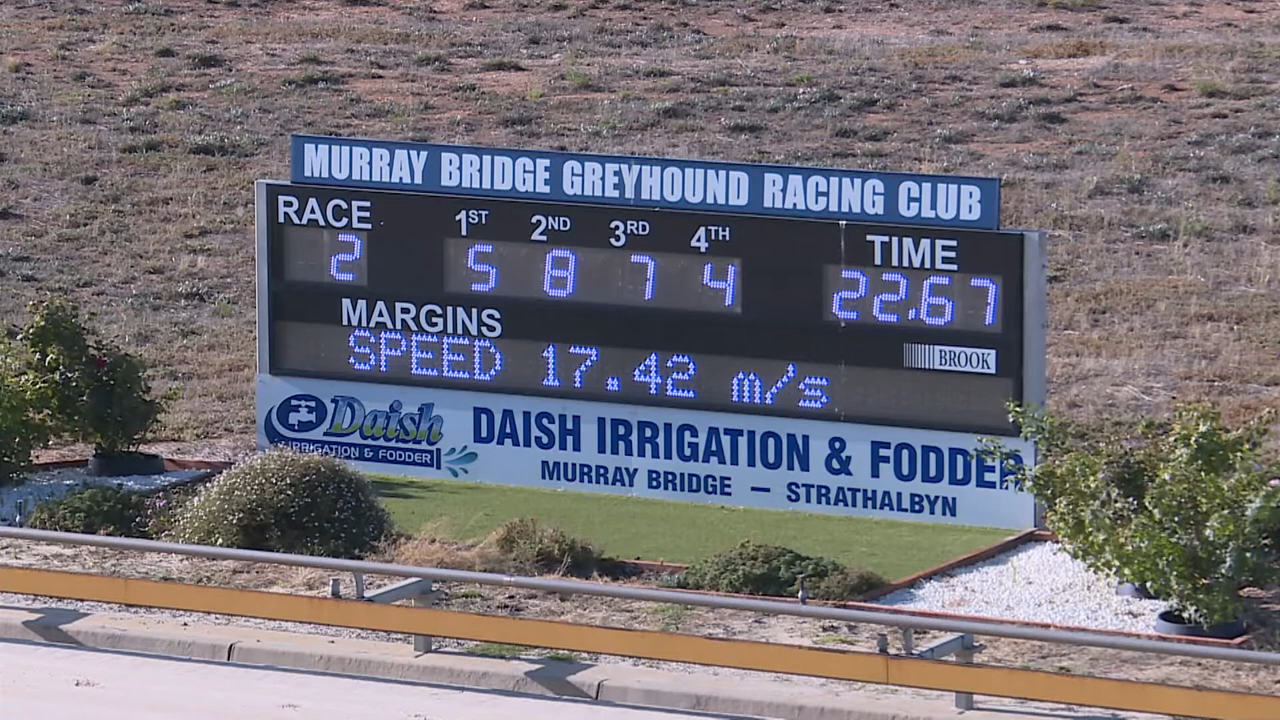 MURRAY BRIDGE GREYHOUND RACING CLUB
RACE 1ST 2ND 3RD 4TH TIME
2 5 8 7 4 22.67
MARGINS
SPEED 17.42 m/s
BROOK
Daish
IRRIGATION & FODDER
DAISH IRRIGATION & FODDER
MURRAY BRIDGE – STRATHALBYN